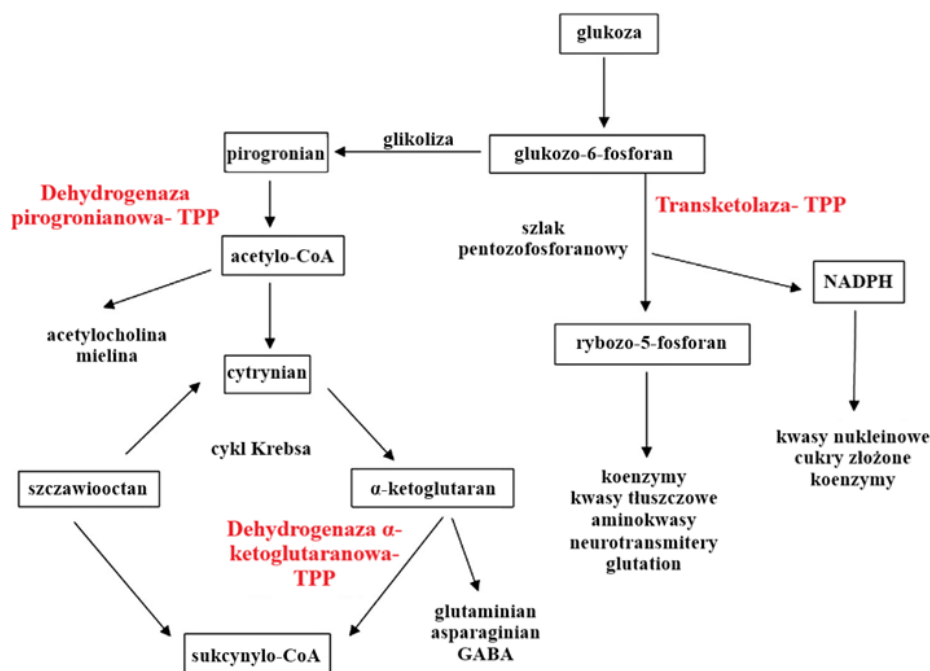 glukoza
glikoliza
pirogronian
glukozo-6-fosforan
Dehydrogenaza
pirogronianowa- TPP
Transketolaza- TPP
szlak
pentozofosforanowy
acetylo-CoA
NADPH
acetylocholina
mielina
rybozo-5-fosforan
cytrynian
cykl Krebsa
kwasy nukleinowe
cukry złożone
koenzymy
szczawiooctan
α-ketoglutaran
koenzymy
kwasy tłuszczowe
aminokwasy
neurotransmitery
glutation
Dehydrogenaza α-
ketoglutaranowa-
TPP
glutaminian
asparaginian
GABA
sukcynylo-CoA